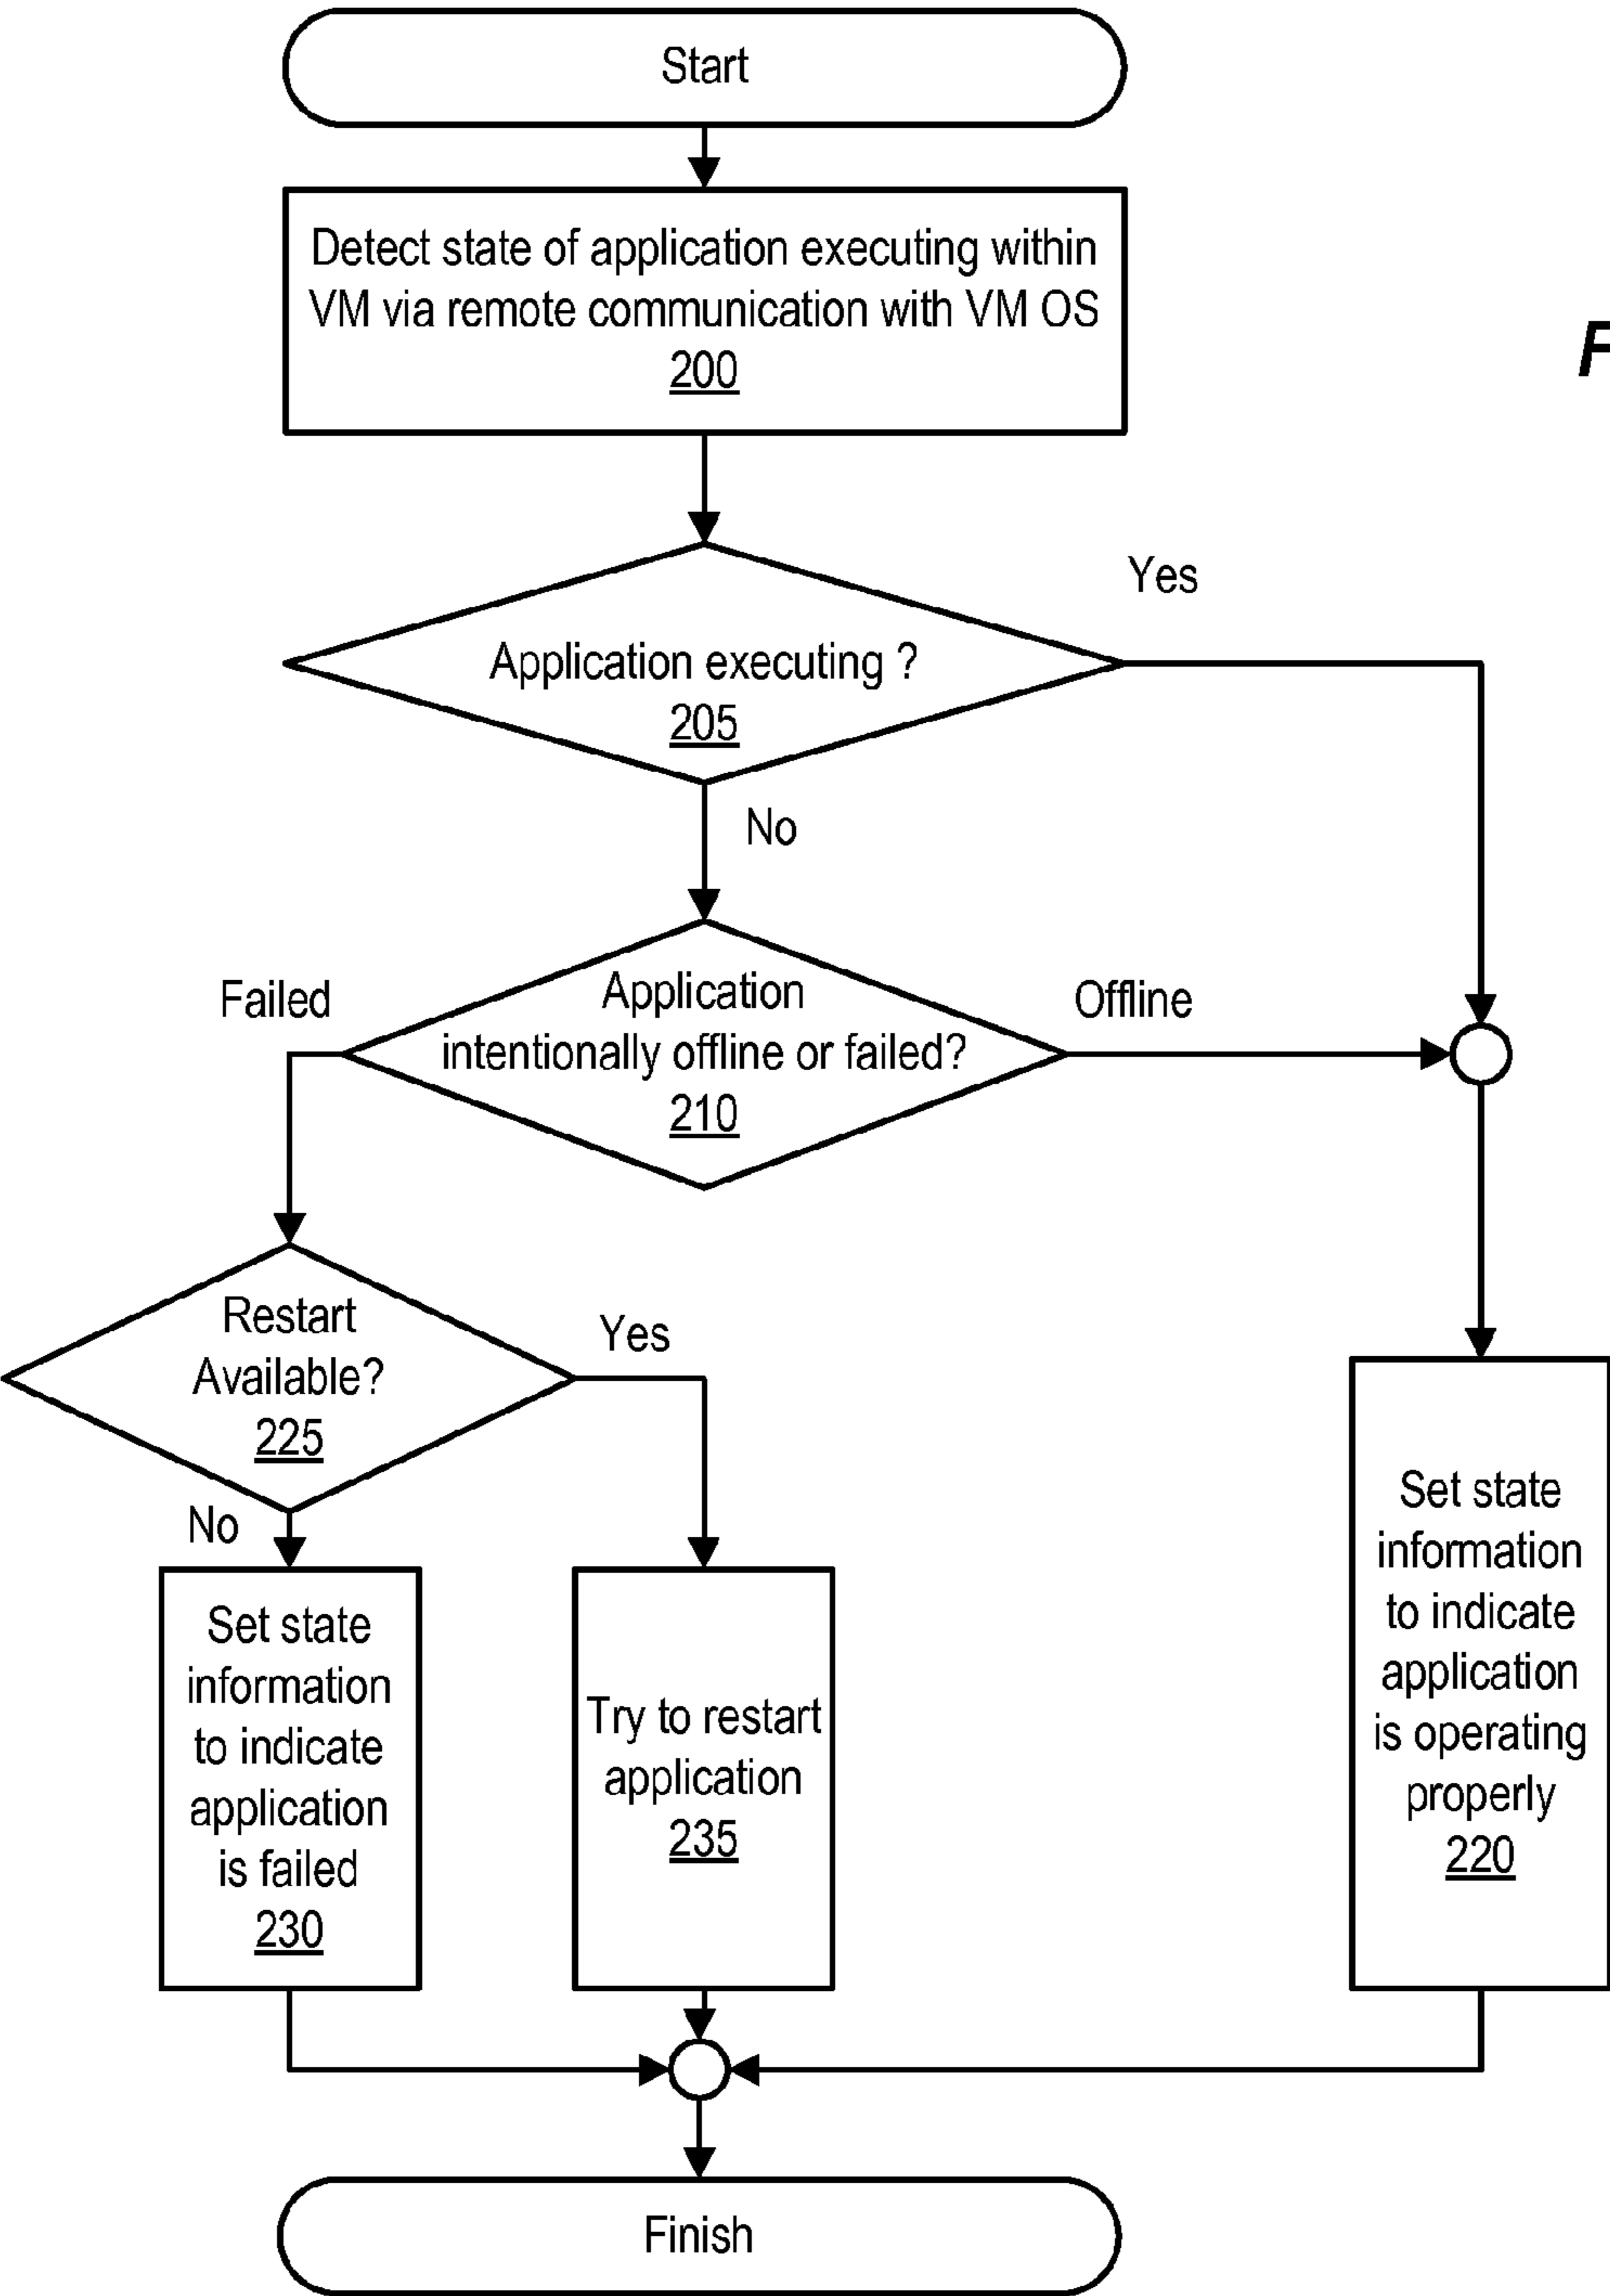 Start
Detect state of application executing within
VM via remote communication with VM OS
200
F
Yes
Application executing ?
205
No
Failed
Application
intentionally offline or failed?
210
Offline
Restart
Available?
225
Yes
No
Set state
information
to indicate
application
is failed
230
Try to restart
application
235
Set state
information
to indicate
application
is operating
properly
220
Finish